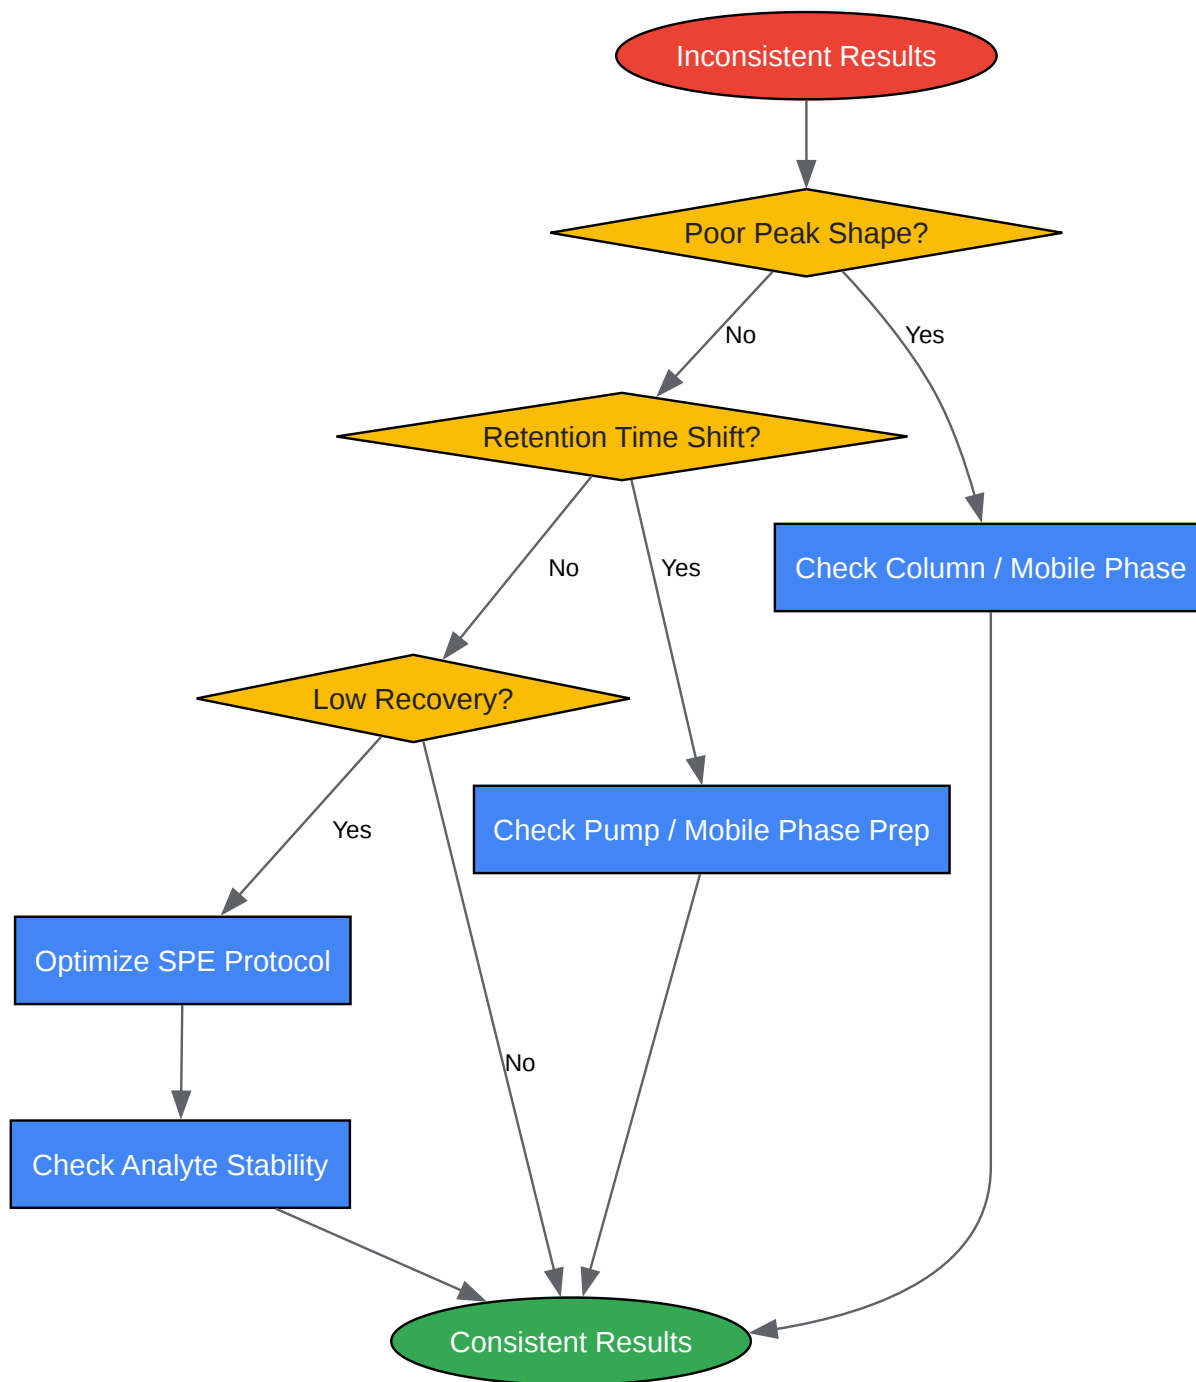 Inconsistent Results
Poor Peak Shape?
No
Yes
Retention Time Shift?
No
Yes
Check Column / Mobile Phase
Low Recovery?
Yes
Check Pump / Mobile Phase Prep
Optimize SPE Protocol
No
Check Analyte Stability
Consistent Results